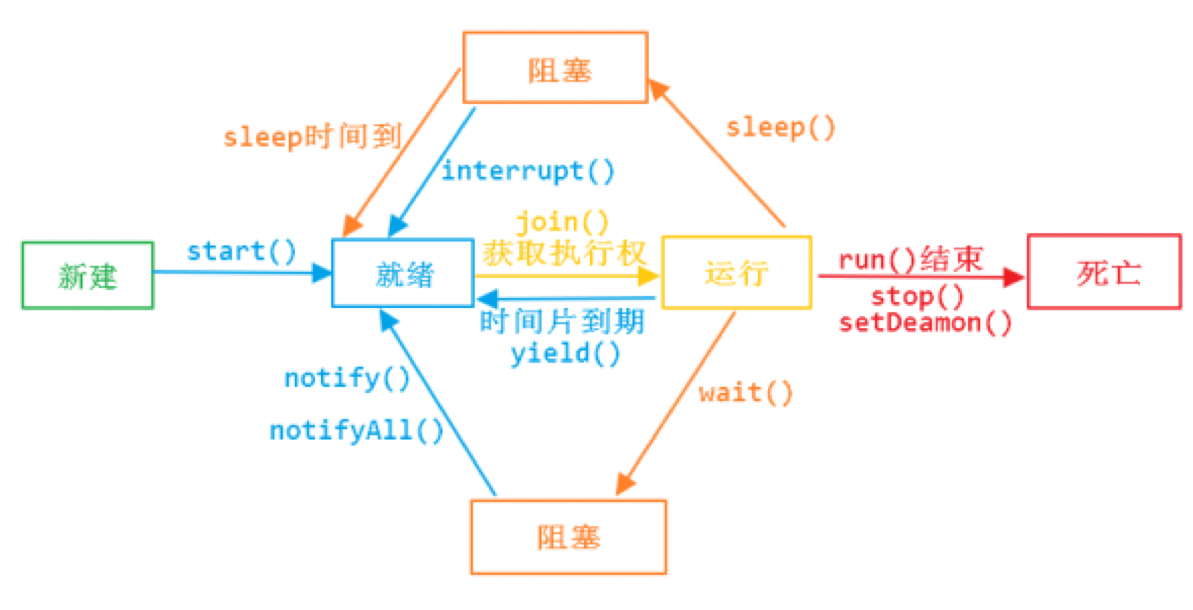 阻塞
sleep()
sleep时间到
interrupt()
join()
start()
获取执行权
新建
就绪
运行
run()结束
死亡
stop()
时间片到期
setDeamon()
yield()
notify()
wait()
notifyAll()
阻塞